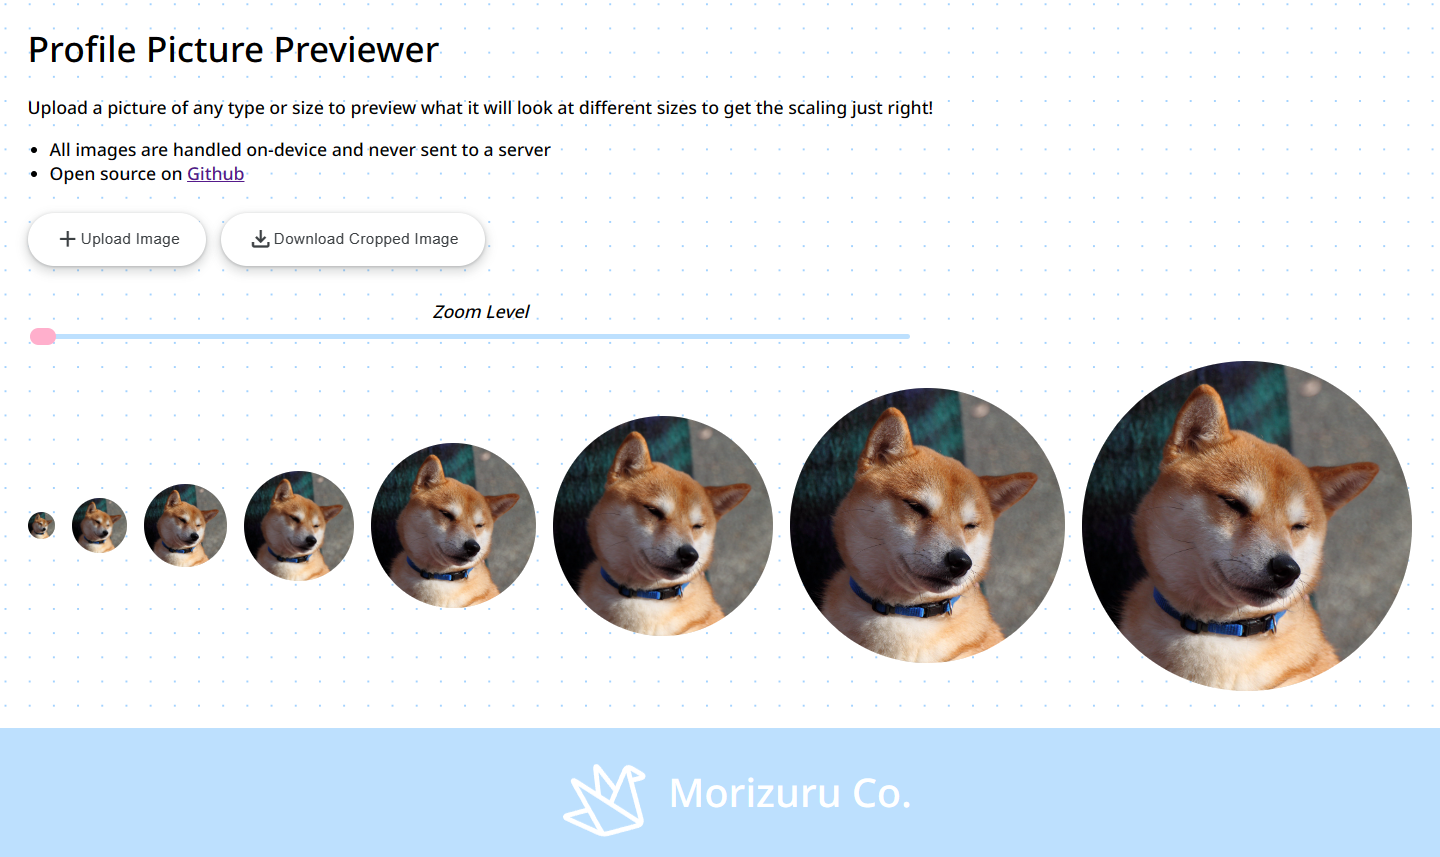 Profile Picture Previewer
Upload a picture of any type or size to preview what it will look at different sizes to get the scaling just right!
All images are handled on-device and never sent to a server
Open source on Github
Upload Image
Download Cropped Image
Zoom Level
Morizuru Co.